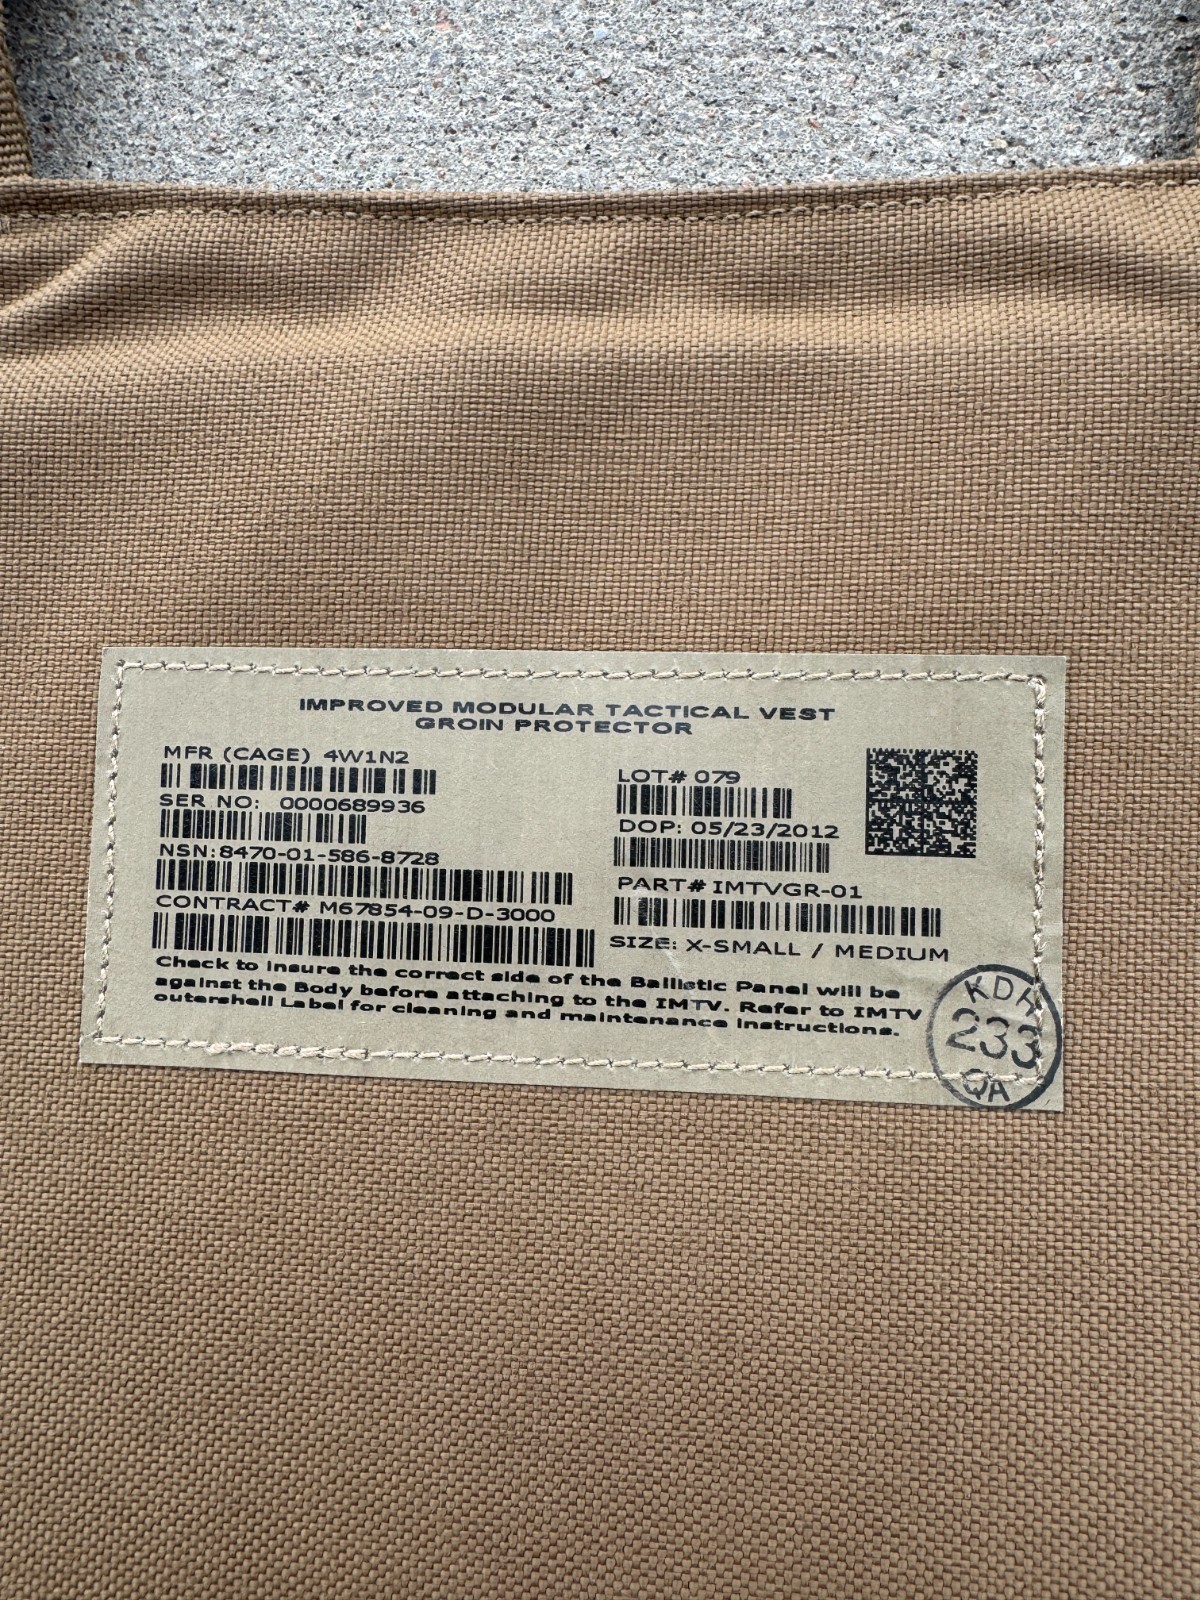 IMPROVED MODULAR TACTICAL VEST
GROIN PROTECTOR
MFR (CAGE) 4W1N2
SER NO: 0000689936
NSN:8470-01-586-8728
CONTRACT# M67854-09-D-3000
LOT# 079
DOP: 05/23/2012
PART# IMTVGR-01
SIZE: X-SMALL / MEDIUM
Check to insure the correct side of the Ballistic Panel will be
against the Body before attaching to the IMTV. Refer to IMTV
outershell Label for cleaning and maintenance instructions.
KDH
233
QA